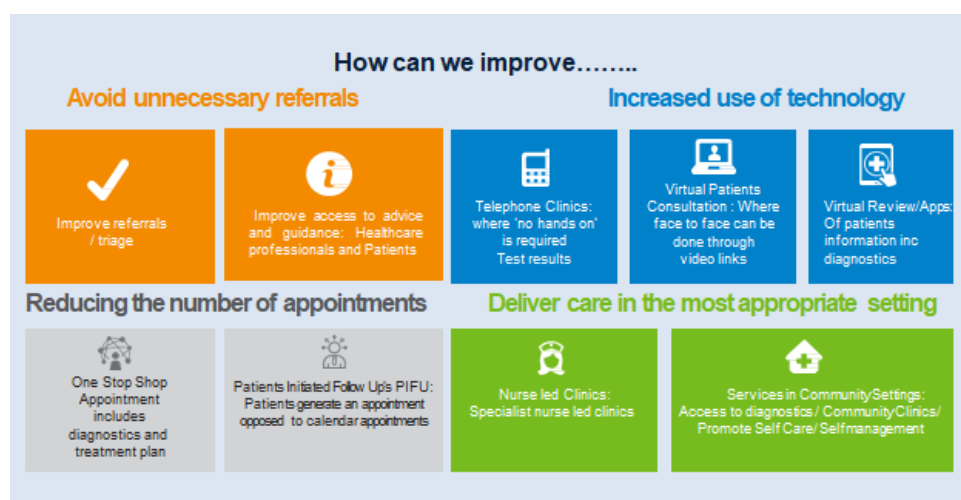 How can we improve........
Avoid unnecessary referrals
Increased use of technology
Improve referrals
/ triage
Improve access to advice
and guidance: Healthcare
professionals and Patients
Telephone Clinics:
where 'no hands on'
is required
Test results
Virtual Patients
Consultation : Where
face to face can be
done through
video links
Virtual Review/Apps:
Of patients
information inc
diagnostics
Reducing the number of appointments
Deliver care in the most appropriate setting
One Stop Shop
Appointment
includes
diagnostics and
treatment plan
Patients Initiated Follow Up's PIFU:
Patients generate an appointment
opposed to calendar appointments
Nurse led Clinics:
Specialist nurse led clinics
Services in Community Settings:
Access to diagnostics / Community Clinics/
Promote Self Care/ Selfmanagement